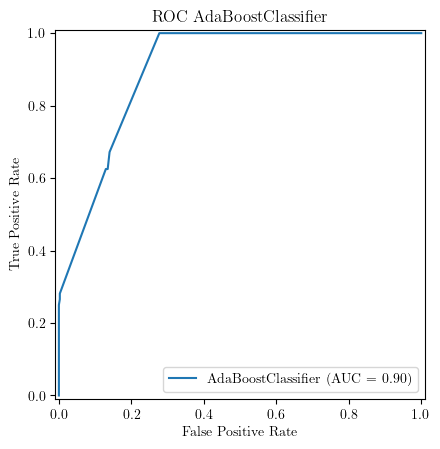 ROC AdaBoostClassifier
1.0
0.8
0.6
0.4
0.2
0.0
True Positive Rate
AdaBoostClassifier (AUC = 0.90)
0.0 0.2 0.4 0.6 0.8 1.0
False Positive Rate